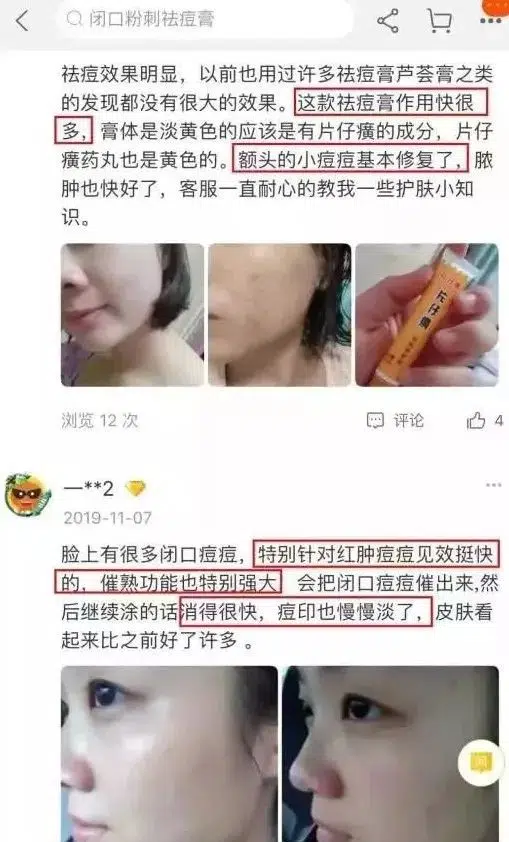 闭口粉刺祛痘膏
祛痘效果明显，以前也用过许多祛痘膏芦荟膏之类
的发现都没有很大的效果。这款祛痘膏作用快很
多，膏体是淡黄色的应该是有片仔癀的成分，片仔
癀药丸也是黄色的。额头的小痘痘基本修复了，脓
肿也快好了，客服一直耐心的教我一些护肤小知
识。
片仔癀
浏览 12 次
评论
4
一**2
2019-11-07
脸上有很多闭口痘痘，特别针对红肿痘痘见效挺快
的，催熟功能也特别强大 会把闭口痘痘催出来,然
后继续涂的话消得很快，痘印也慢慢淡了，皮肤看
起来比之前好了许多 。